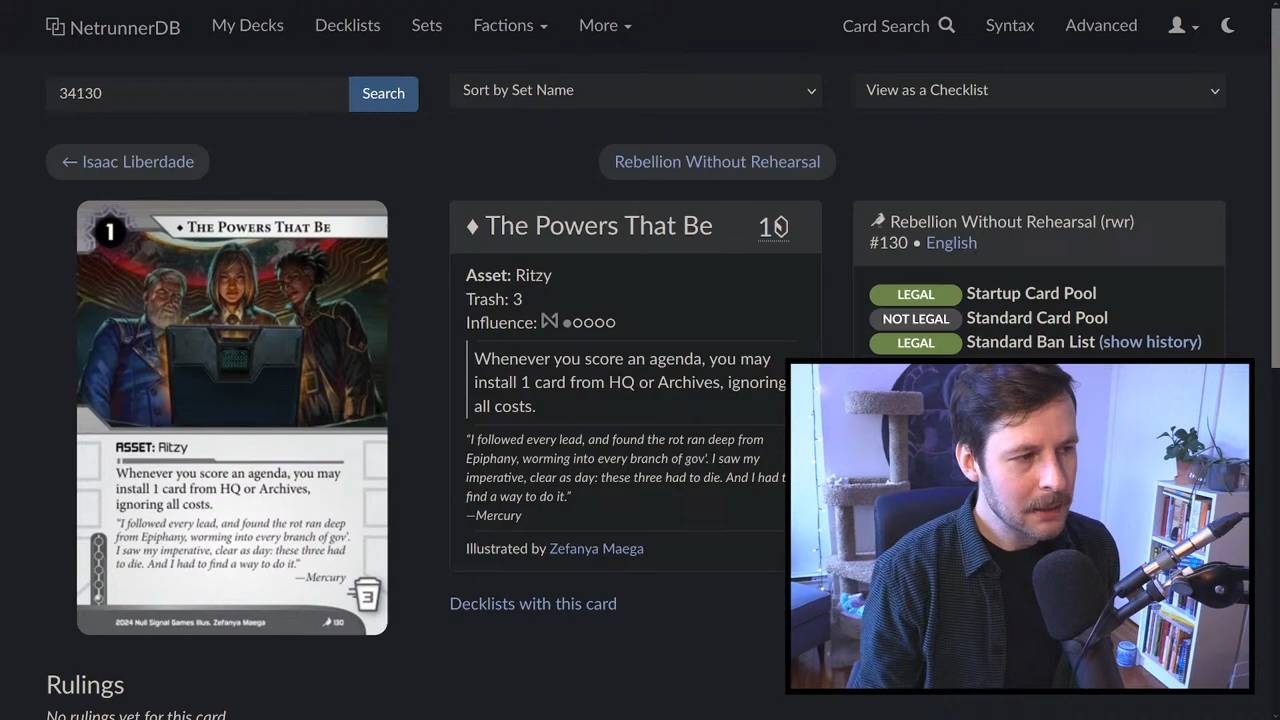 NetrunnerDB My Decks Decklists Sets Factions More Card Search Syntax Advanced
34130 Search Sort by Set Name View as a Checklist
← Isaac Liberdade Rebellion Without Rehearsal
1 ♦ The Powers That Be
ASSET: Ritzy
Whenever you score an agenda, you may
install 1 card from HQ or Archives,
ignoring all costs.
“I followed every lead, and found the rot ran deep
from Epiphany, worming into every branch of gov’.
I saw my imperative, clear as day: these three had
to die. And I had to find a way to do it.”
—Mercury
3
2024 Null Signal Games Illus. Zefanya Maega 130
♦ The Powers That Be 1
Asset: Ritzy
Trash: 3
Influence:
Whenever you score an agenda, you may
install 1 card from HQ or Archives, ignoring
all costs.
“I followed every lead, and found the rot ran deep from
Epiphany, worming into every branch of gov’. I saw my
imperative, clear as day: these three had to die. And I had t
find a way to do it.”
—Mercury
Illustrated by Zefanya Maega
Decklists with this card
Rebellion Without Rehearsal (rwr)
#130 • English
LEGAL Startup Card Pool
NOT LEGAL Standard Card Pool
LEGAL Standard Ban List (show history)
Rulings
No rulings yet for this card